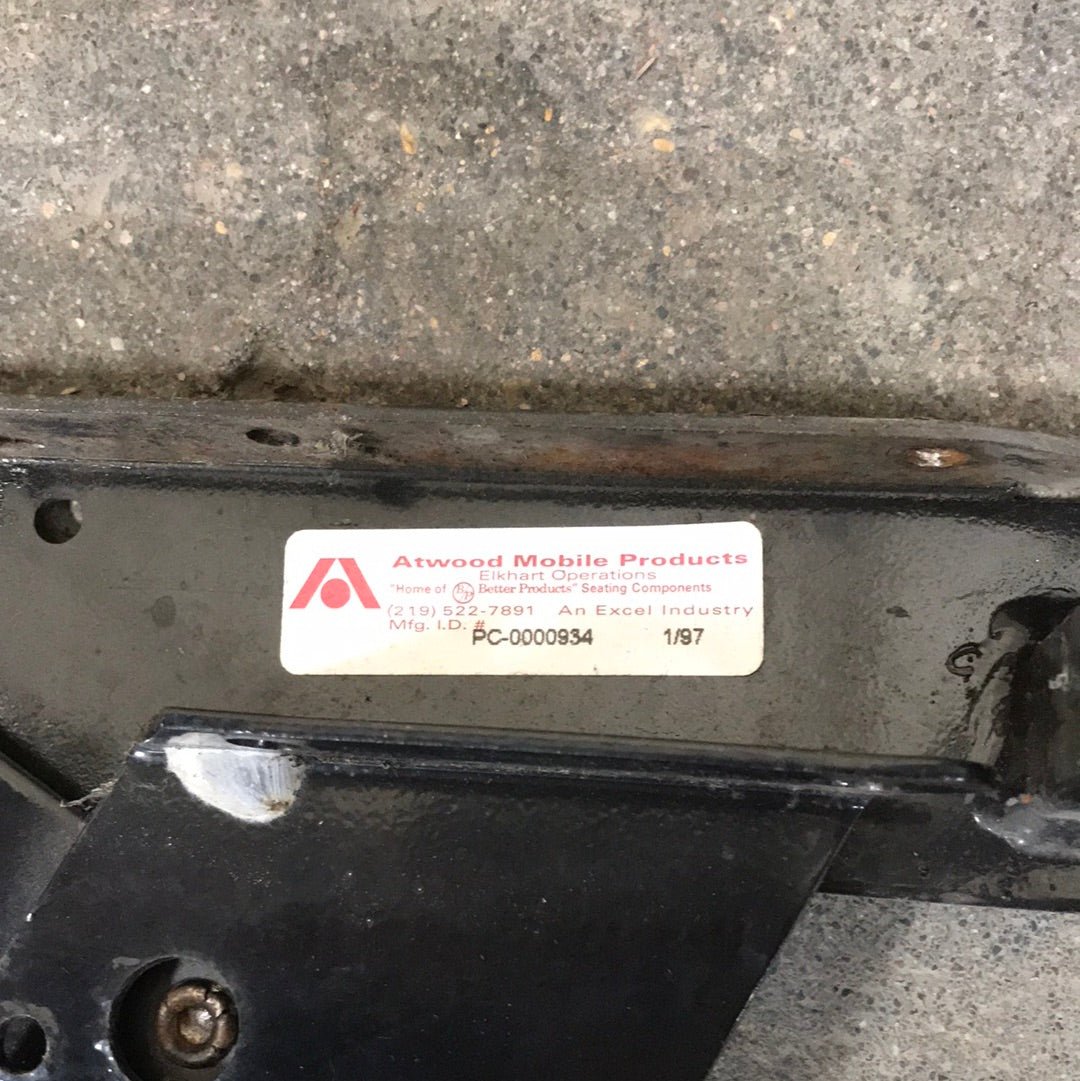 Atwood Mobile Products
Elkhart Operations
"Home of BP Better Products" Seating Components
(219) 522-7891 An Excel Industry
Mfg. I.D. #
PC-0000934 1/97